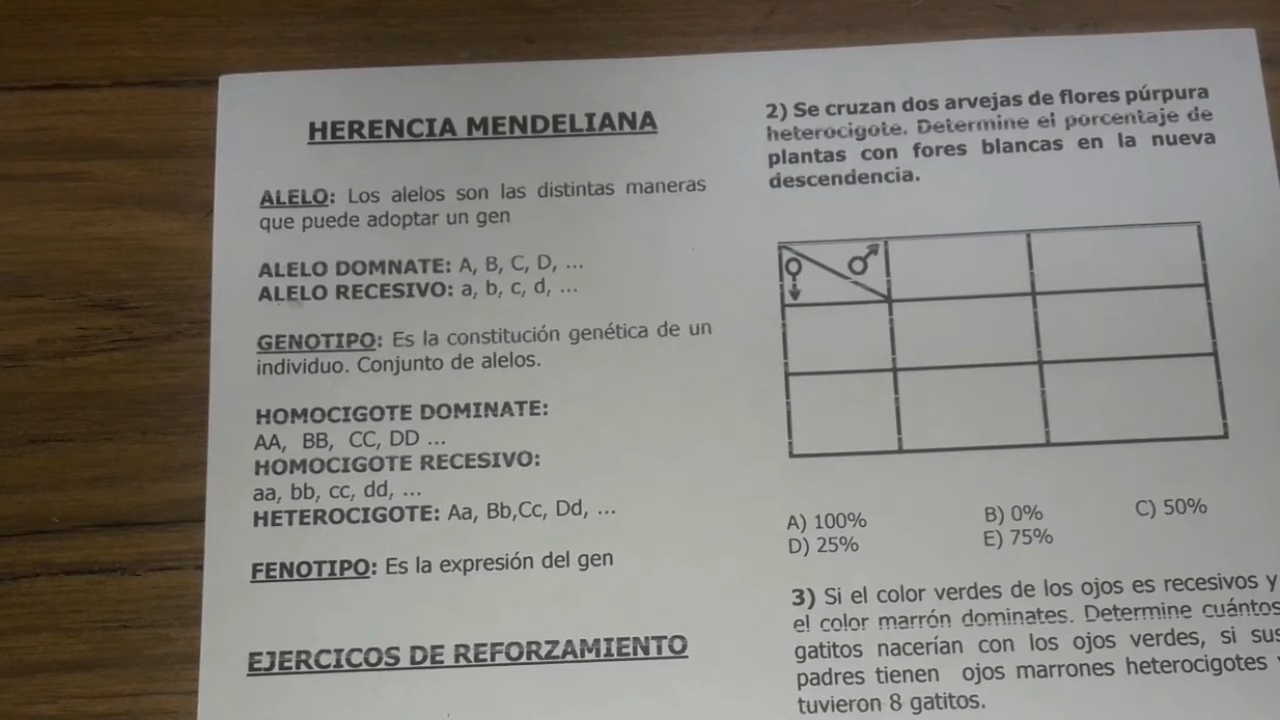 HERENCIA MENDELIANA
ALELO: Los alelos son las distintas maneras
que puede adoptar un gen
ALELO DOMNATE: A, B, C, D, ...
ALELO RECESIVO: a, b, c, d, ...
GENOTIPO: Es la constitución genética de un
individuo. Conjunto de alelos.
HOMOCIGOTE DOMINATE:
AA, BB, CC, DD ...
HOMOCIGOTE RECESIVO:
aa, bb, cc, dd, ...
HETEROCIGOTE: Aa, Bb,Cc, Dd, ...
FENOTIPO: Es la expresión del gen
EJERCICOS DE REFORZAMIENTO
2) Se cruzan dos arvejas de flores púrpura
heterocigote. Determine el porcentaje de
plantas con fores blancas en la nueva
descendencia.
♀ ♂
A) 100% B) 0% C) 50%
D) 25% E) 75%
3) Si el color verdes de los ojos es recesivos y
el color marrón dominates. Determine cuántos
gatitos nacerían con los ojos verdes, si sus
padres tienen ojos marrones heterocigotes
tuvieron 8 gatitos.